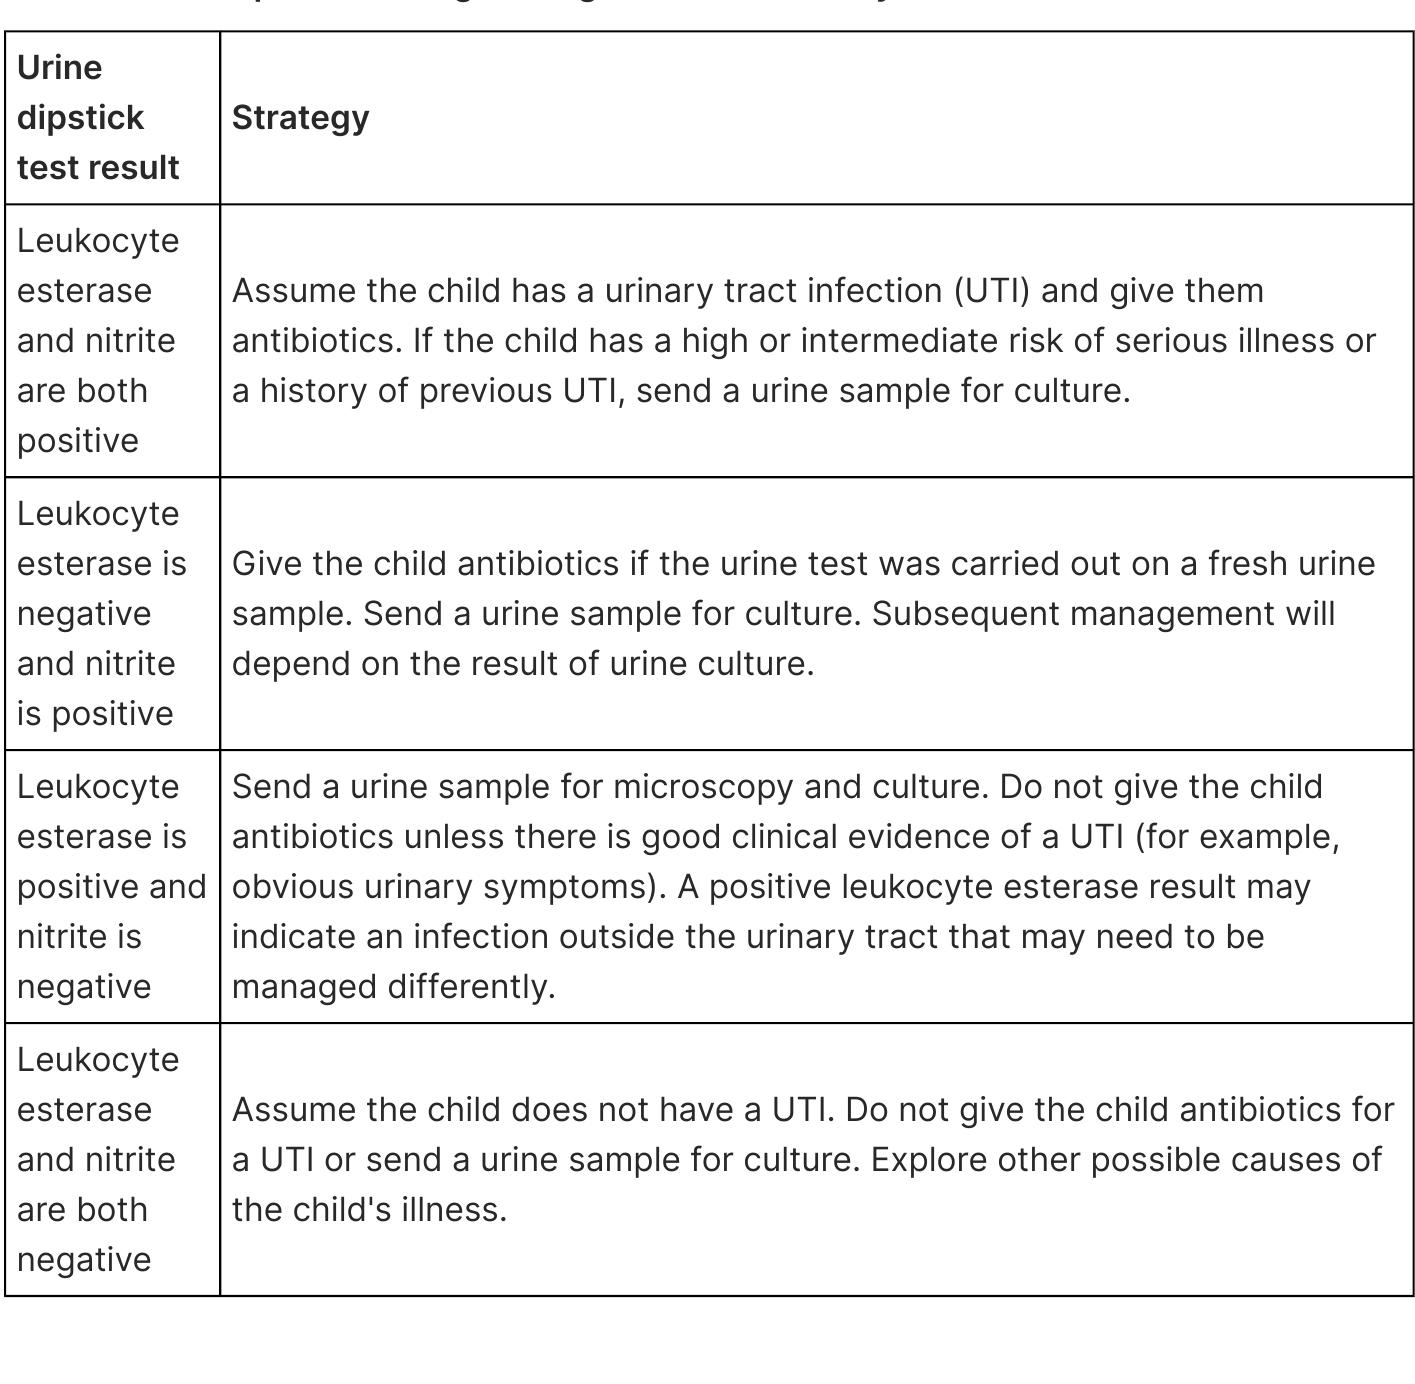 Urine
dipstick
test result
Strategy
Leukocyte
esterase
and nitrite
are both
positive
Assume the child has a urinary tract infection (UTI) and give them
antibiotics. If the child has a high or intermediate risk of serious illness or
a history of previous UTI, send a urine sample for culture.
Leukocyte
esterase is
negative
and nitrite
is positive
Give the child antibiotics if the urine test was carried out on a fresh urine
sample. Send a urine sample for culture. Subsequent management will
depend on the result of urine culture.
Leukocyte
esterase is
positive and
nitrite is
negative
Send a urine sample for microscopy and culture. Do not give the child
antibiotics unless there is good clinical evidence of a UTI (for example,
obvious urinary symptoms). A positive leukocyte esterase result may
indicate an infection outside the urinary tract that may need to be
managed differently.
Leukocyte
esterase
and nitrite
are both
negative
Assume the child does not have a UTI. Do not give the child antibiotics for
a UTI or send a urine sample for culture. Explore other possible causes of
the child's illness.